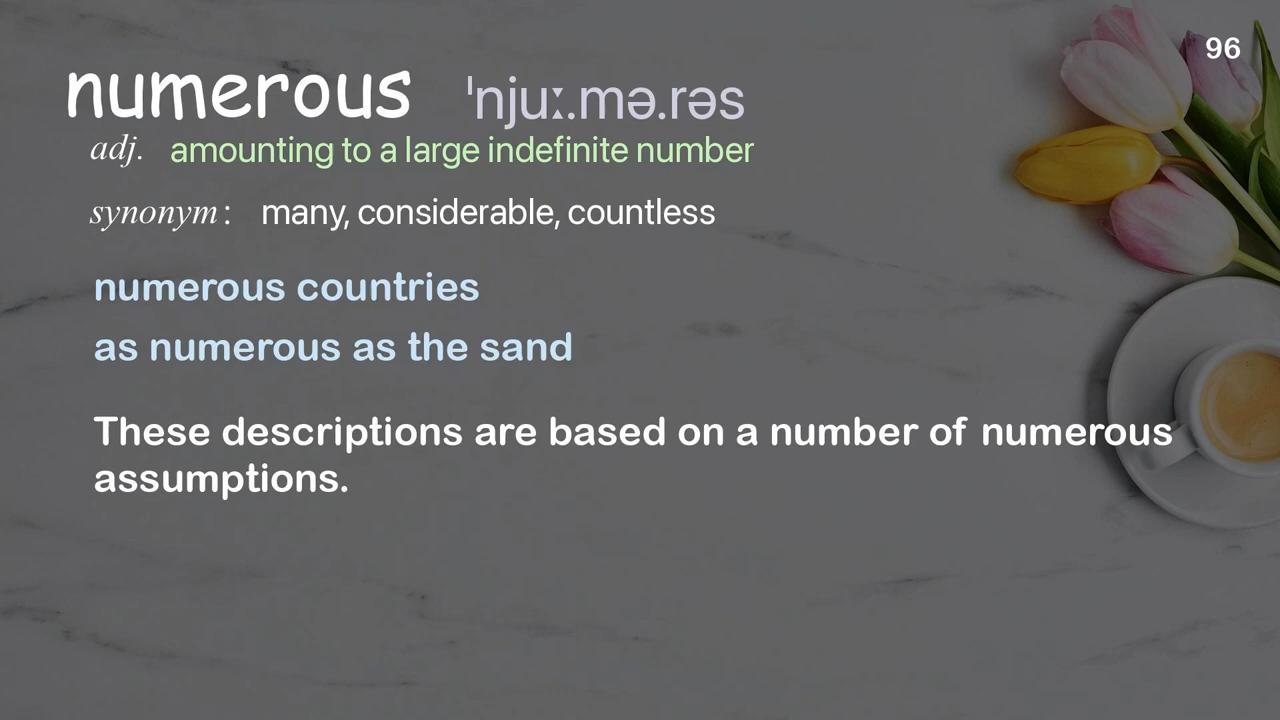 96
numerous ˈnjuː.mə.rəs
adj. amounting to a large indefinite number
synonym: many, considerable, countless
numerous countries
as numerous as the sand
These descriptions are based on a number of numerous
assumptions.